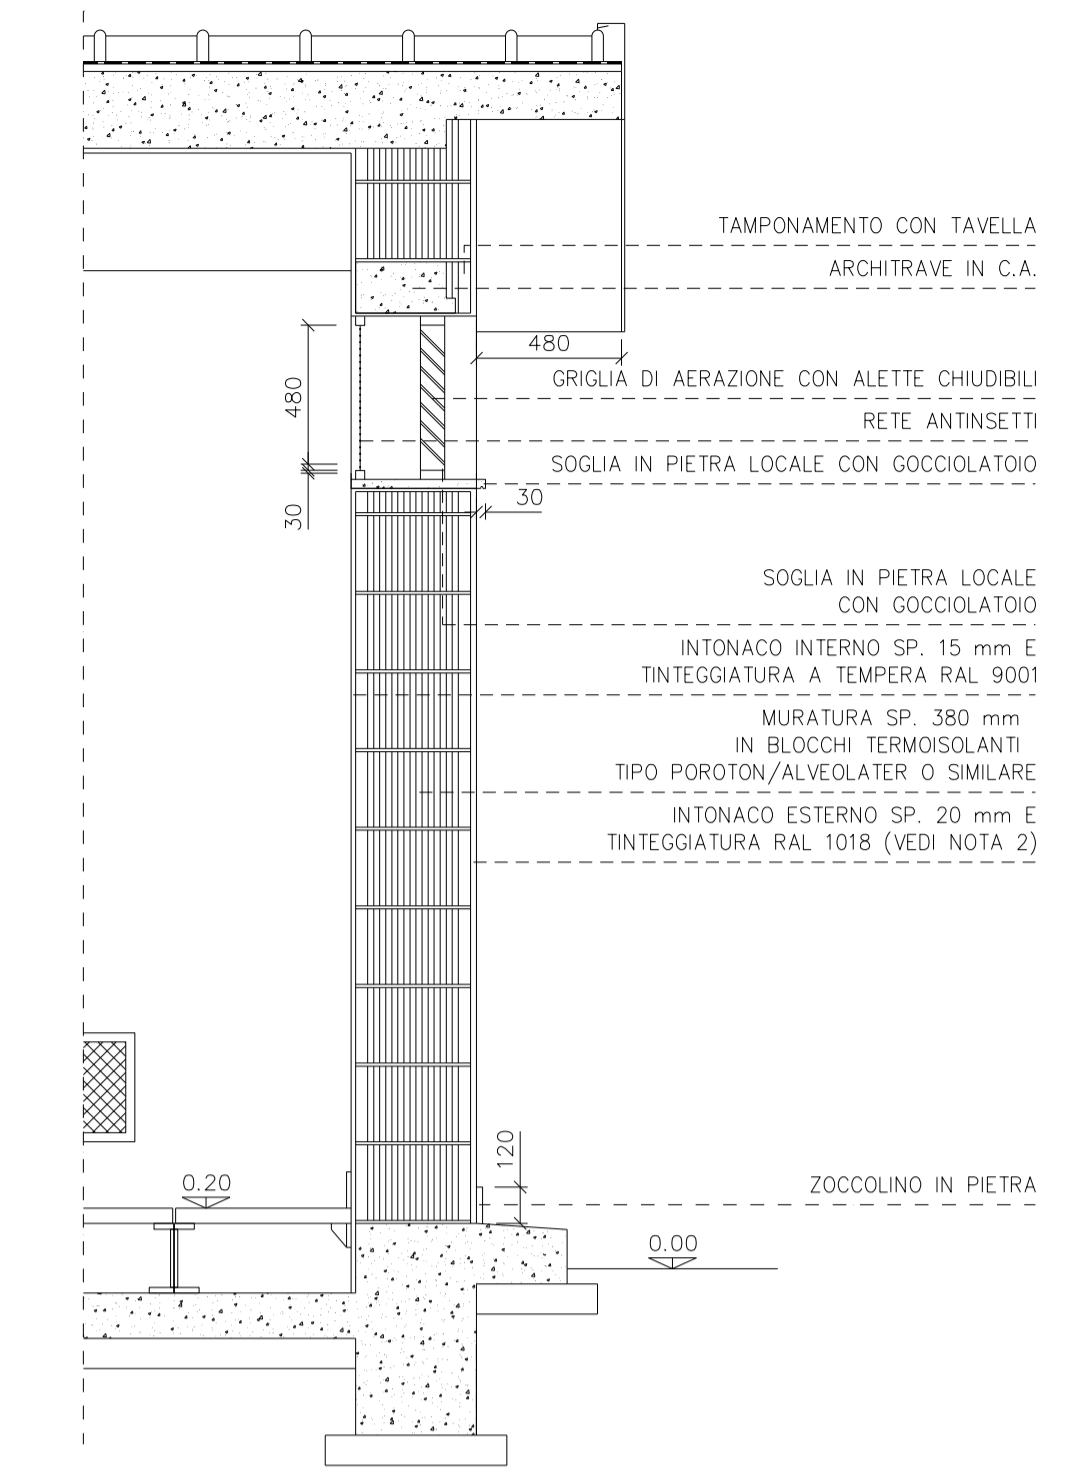 TAMPONAMENTO CON TAVELLA
ARCHITRAVE IN C.A.
480
480
GRIGLIA DI AERAZIONE CON ALETTE CHIUDIBILI
RETE ANTINSETTI
SOGLIA IN PIETRA LOCALE CON GOCCIOLATOIO
30
30
SOGLIA IN PIETRA LOCALE
CON GOCCIOLATOIO
INTONACO INTERNO SP. 15 mm E
TINTEGGIATURA A TEMPERA RAL 9001
MURATURA SP. 380 mm
IN BLOCCHI TERMOISOLANTI
TIPO POROTON/ALVEOLATER O SIMILARE
INTONACO ESTERNO SP. 20 mm E
TINTEGGIATURA RAL 1018 (VEDI NOTA 2)
120
0.20
ZOCCOLINO IN PIETRA
0.00